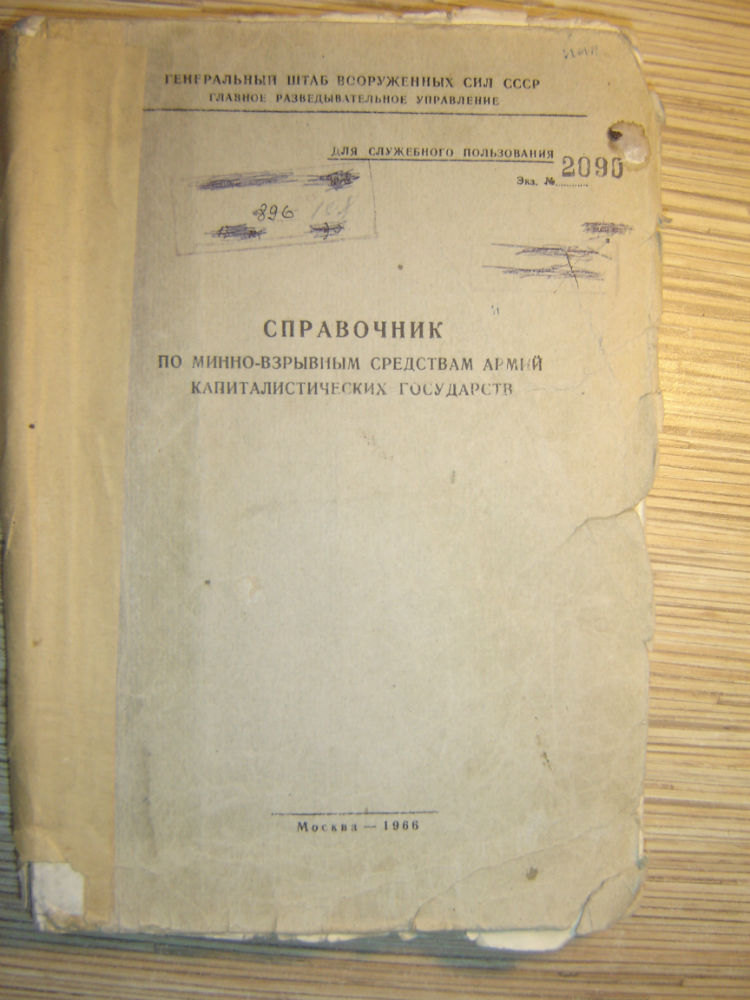 ГЕНЕРАЛЬНЫЙ ШТАБ ВООРУЖЕННЫХ СИЛ СССР
ГЛАВНОЕ РАЗВЕДЫВАТЕЛЬНОЕ УПРАВЛЕНИЕ
ДЛЯ СЛУЖЕБНОГО ПОЛЬЗОВАНИЯ
Экз. №........... 2090
896
СПРАВОЧНИК
ПО МИННО-ВЗРЫВНЫМ СРЕДСТВАМ АРМИЙ
КАПИТАЛИСТИЧЕСКИХ ГОСУДАРСТВ
Москва — 1966